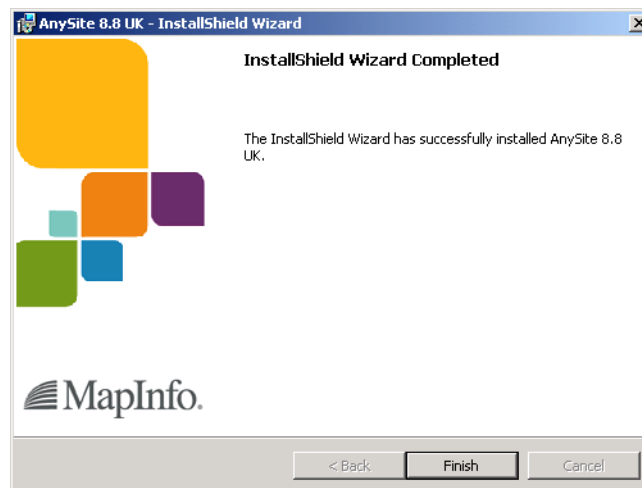 AnySite 8.8 UK - InstallShield Wizard
InstallShield Wizard Completed
The InstallShield Wizard has successfully installed AnySite 8.8
UK.
MapInfo.
< Back Finish Cancel